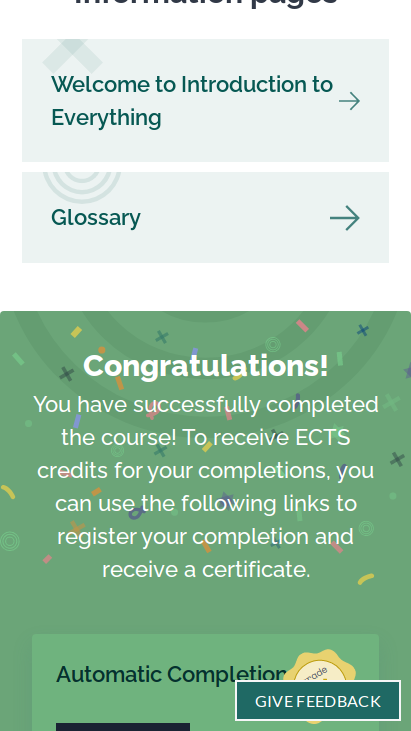 Information pages
Welcome to Introduction to
Everything
Glossary
Congratulations!
You have successfully completed
the course! To receive ECTS
credits for your completions, you
can use the following links to
register your completion and
receive a certificate.
Automatic Completion
GIVE FEEDBACK